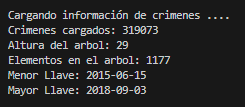 Cargando información de crimenes ....
Crimenes cargados: 319073
Altura del arbol: 29
Elementos en el arbol: 1177
Menor Llave: 2015-06-15
Mayor Llave: 2018-09-03